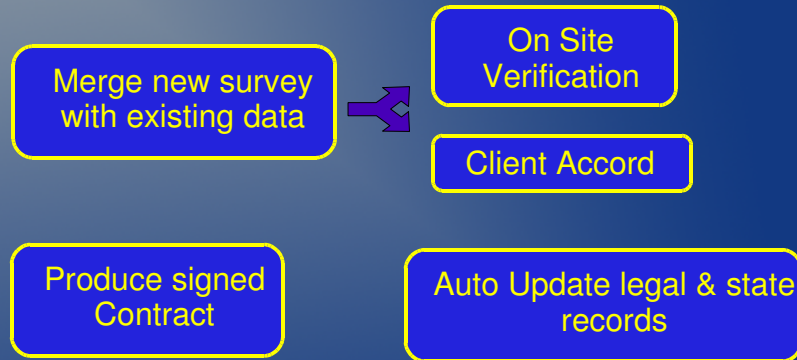 Merge new survey
with existing data
On Site
Verification
Client Accord
Produce signed
Contract
Auto Update legal & state
records